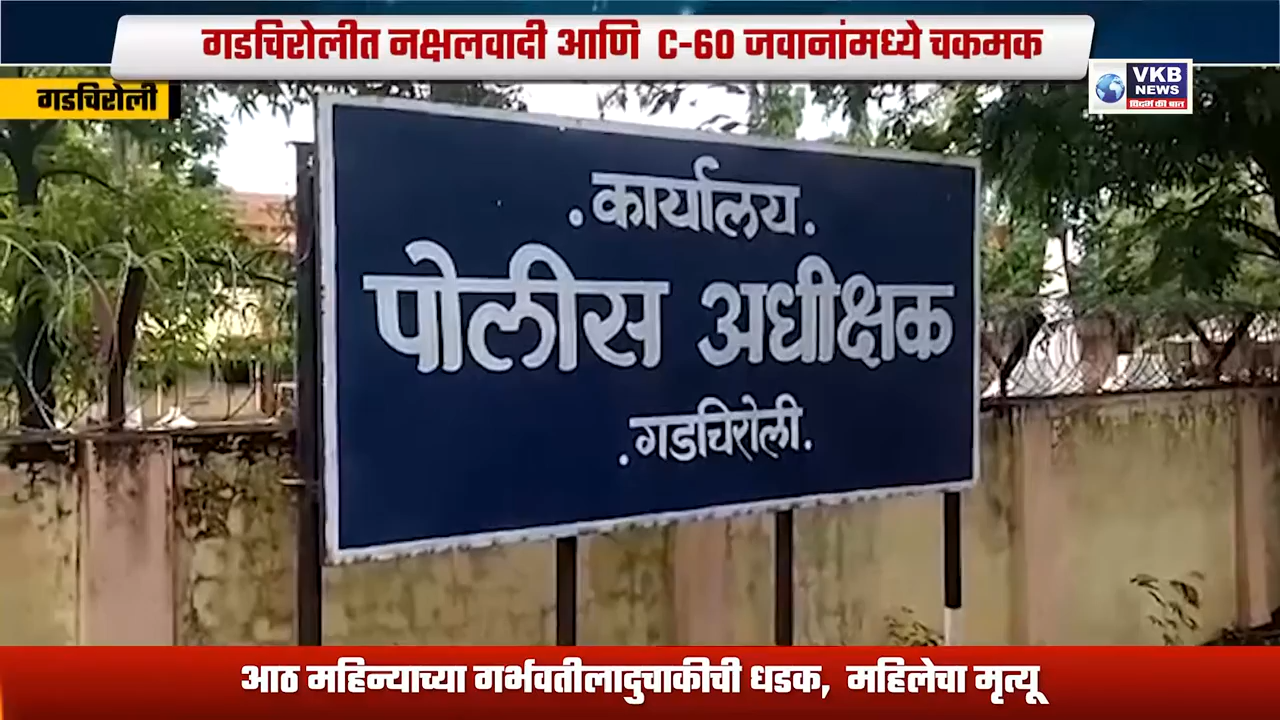 गडचिरोलीत नक्षलवादी आणि C-60 जवानांमध्ये चकमक
गडचिरोली
VKB
NEWS
विदर्भ की बात
.कार्यालय.
पोलीस अधीक्षक
.गडचिरोली.
आठ महिन्याच्या गर्भवतीलादुचाकीची धडक, महिलेचा मृत्यू